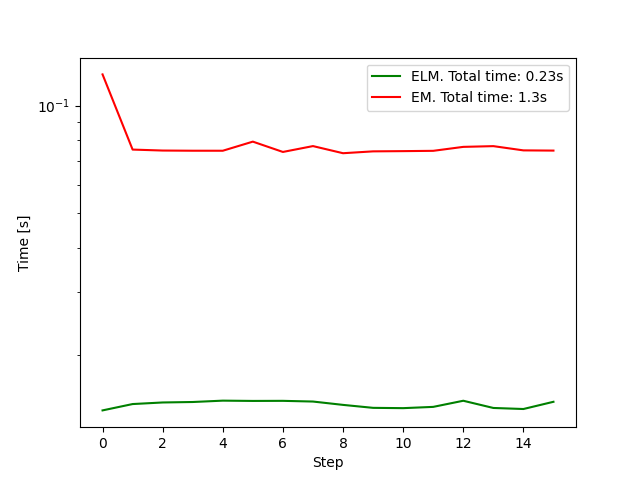 ELM. Total time: 0.23s
EM. Total time: 1.3s
10⁻¹
Time [s]
0 2 4 6 8 10 12 14
Step